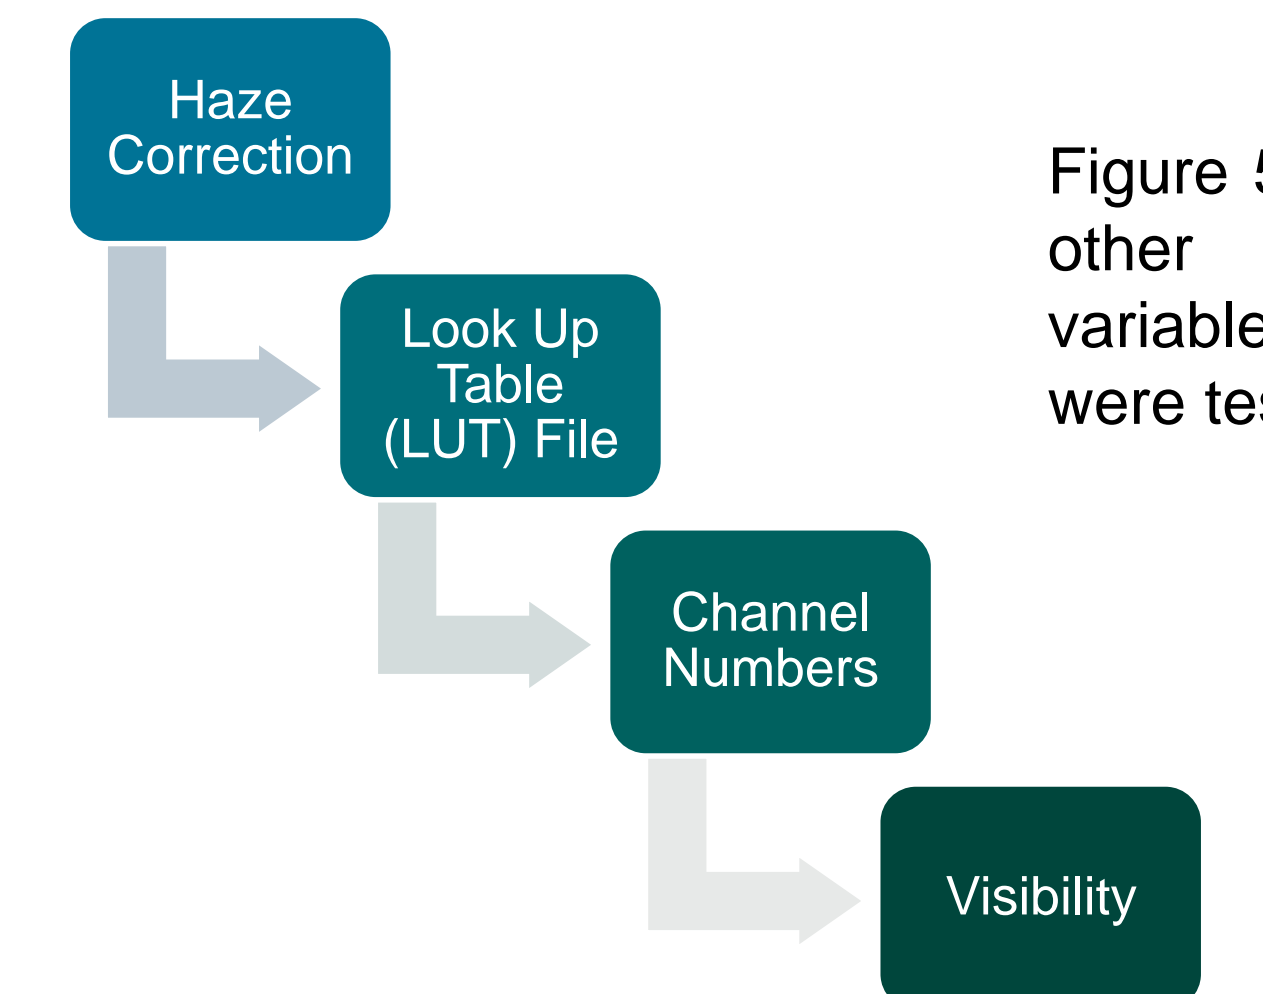 Haze
Correction
Look Up
Table
(LUT) File
Channel
Numbers
Visibility
Figure
other
were